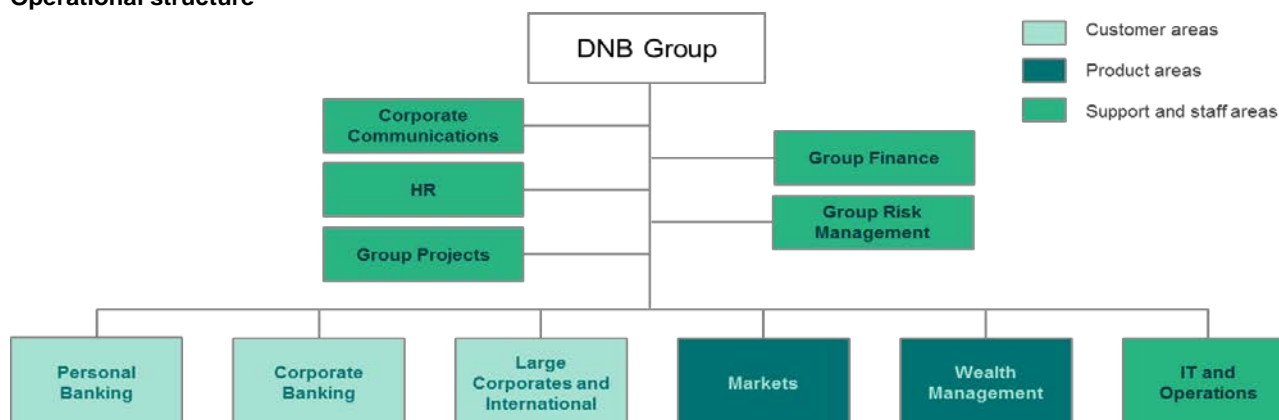 Operational structure
DNB Group
Customer areas
Product areas
Support and staff areas
Corporate
Communications
Group Finance
HR
Group Risk
Management
Group Projects
Personal
Banking
Corporate
Banking
Large
Corporates and
International
Markets
Wealth
Management
IT and
Operations